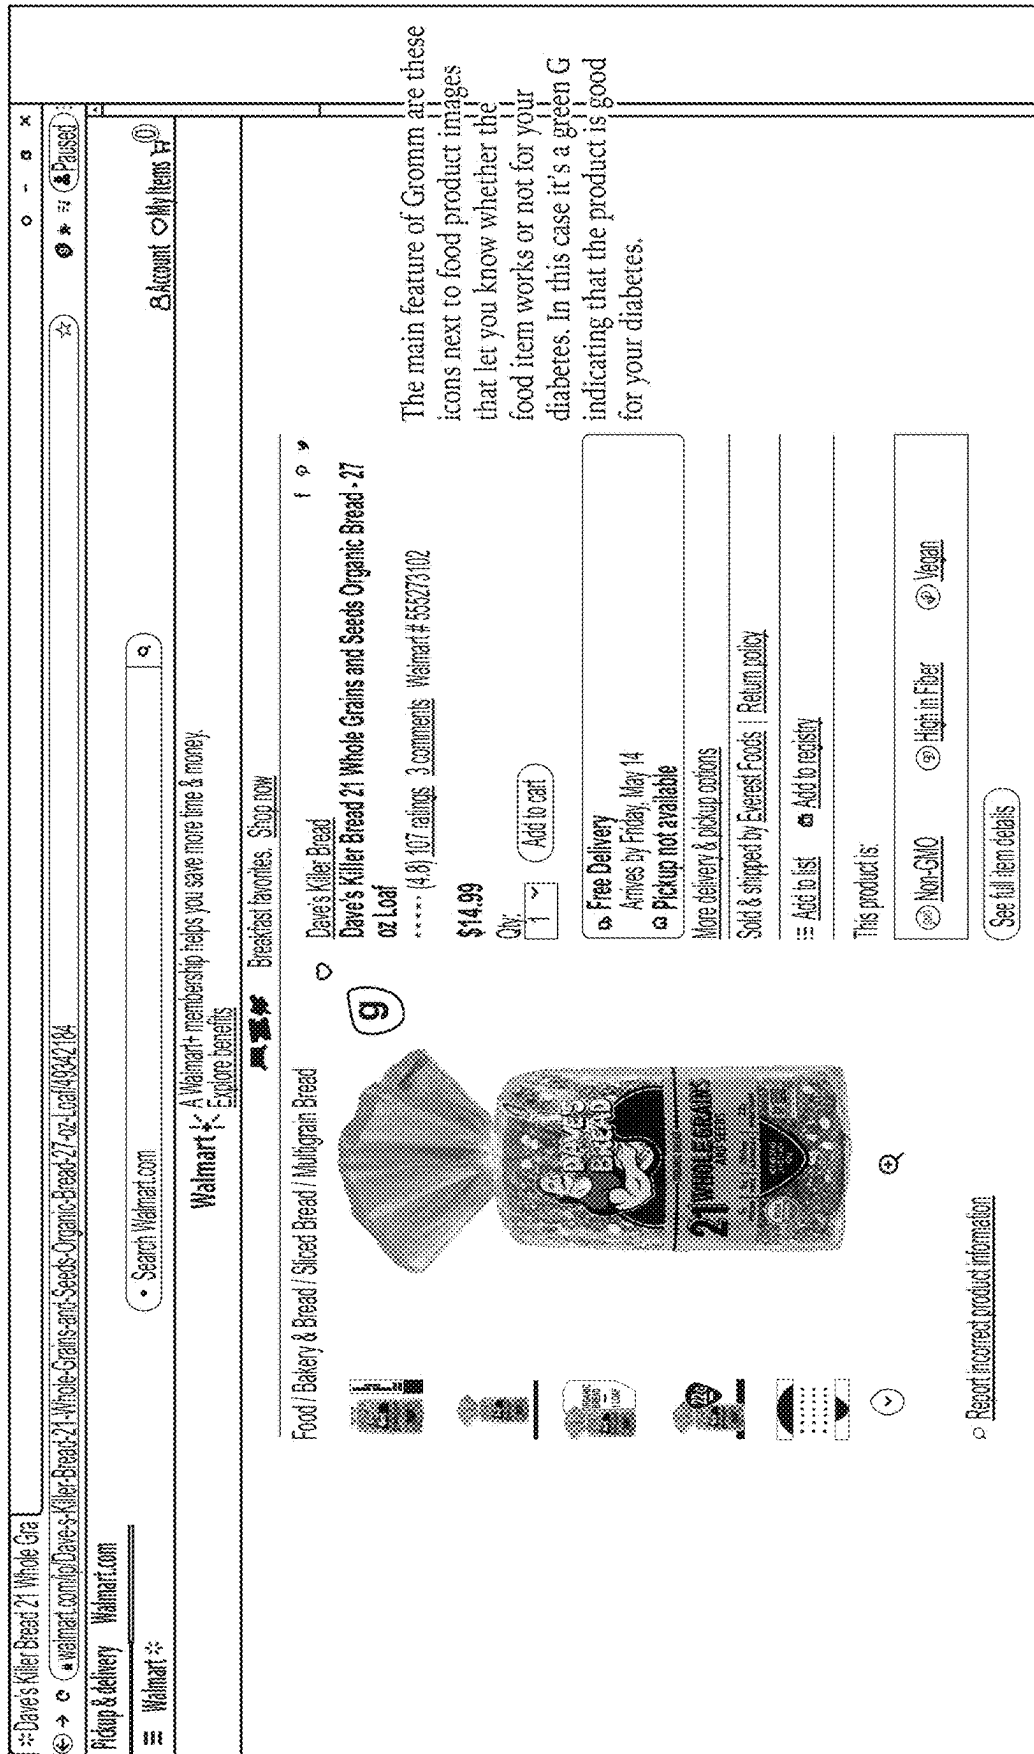 Dave's Killer Bread 21 Whole Gra
walmart.com/ip/Dave-s-Killer-Bread-21-Whole-Grains-and-Seeds-Organic-Bread-27-oz-Loaf/49342184
Paused
Pickup & delivery Walmart.com
Walmart
Search Walmart.com
Account My Items 0
Walmart+ A Walmart+ membership helps you save more time & money.
Explore benefits
Breakfast favorites. Shop now
Food / Bakery & Bread / Sliced Bread / Multigrain Bread
g
DAVE'S
BREAD
21 WHOLE GRAINS
AND SEEDS
Report incorrect product information
Dave's Killer Bread
Dave's Killer Bread 21 Whole Grains and Seeds Organic Bread - 27
oz Loaf
(4.8) 107 ratings 3 comments Walmart # 555273102
$14.99
Qty.
1 Add to cart
Free Delivery
Arrives by Friday, May 14
Pickup not available
More delivery & pickup options
Sold & shipped by Everest Foods | Return policy
Add to list Add to registry
This product is:
Non-GMO High in Fiber Vegan
See full item details
The main feature of Gromm are these
icons next to food product images
that let you know whether the
food item works or not for your
diabetes. In this case it's a green G
indicating that the product is good
for your diabetes.